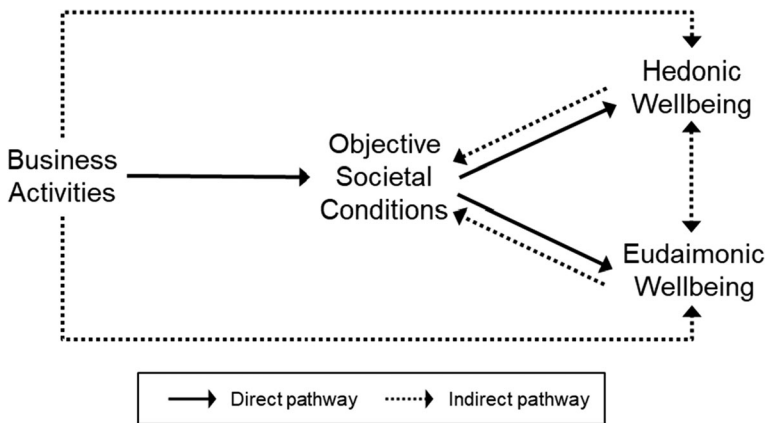 Hedonic
Wellbeing
Business
Activities
Objective
Societal
Conditions
Eudaimonic
Wellbeing
Direct pathway
Indirect pathway